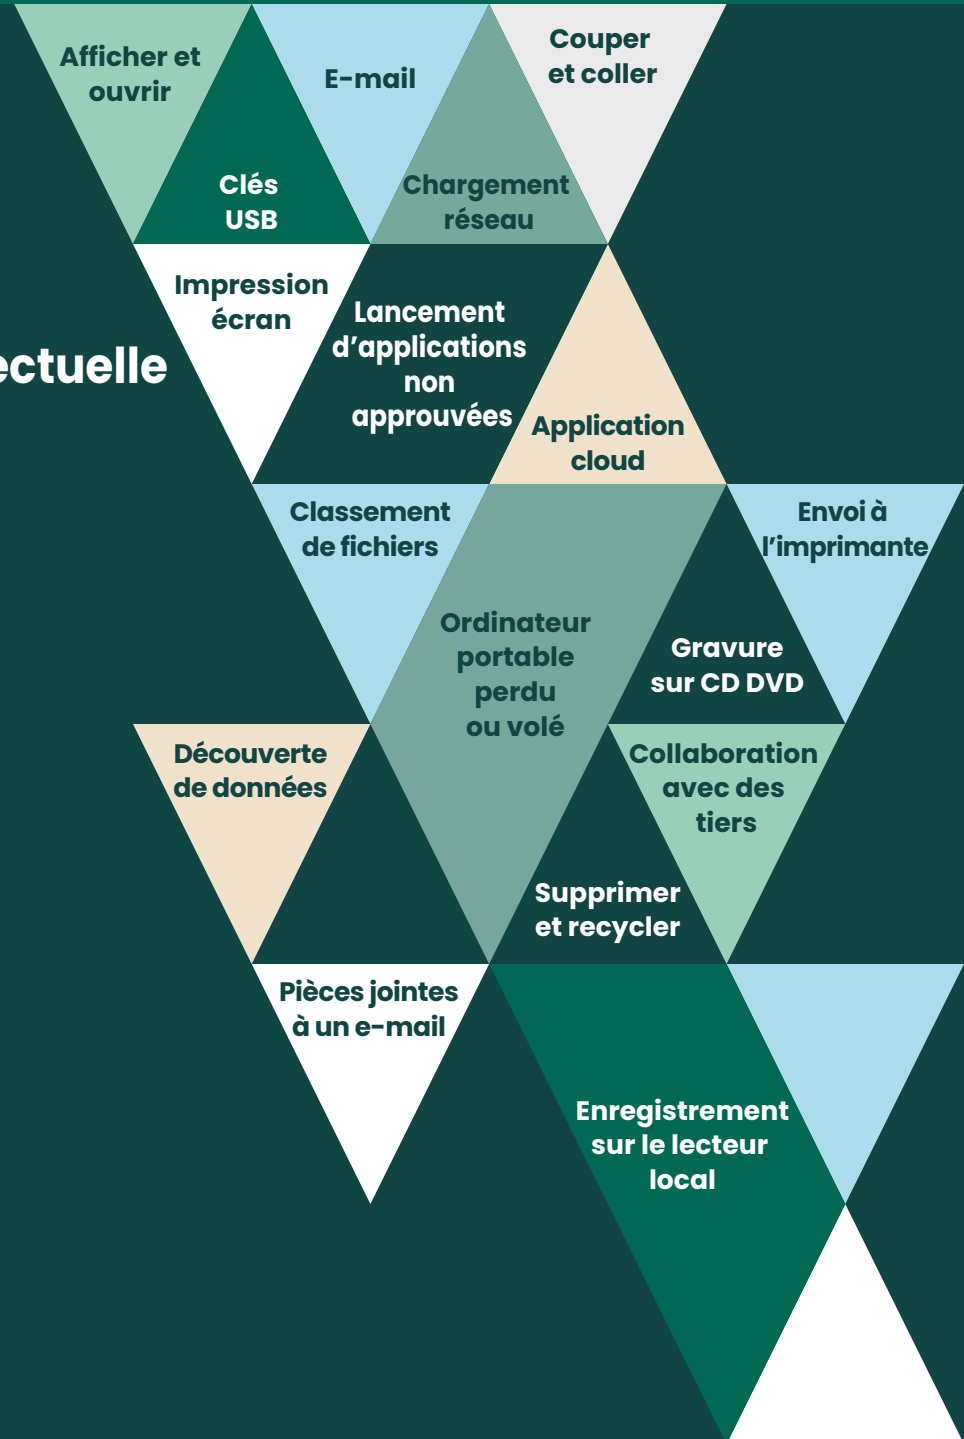 Afficher et
ouvrir
E-mail
Couper
et coller
Clés
USB
Chargement
réseau
Impression
écran
Lancement
d’applications
non
approuvées
ectuelle
Application
cloud
Classement
de fichiers
Envoi à
l’imprimante
Ordinateur
portable
perdu
ou volé
Gravure
sur CD DVD
Découverte
de données
Collaboration
avec des
tiers
Supprimer
et recycler
Pièces jointes
à un e-mail
Enregistrement
sur le lecteur
local